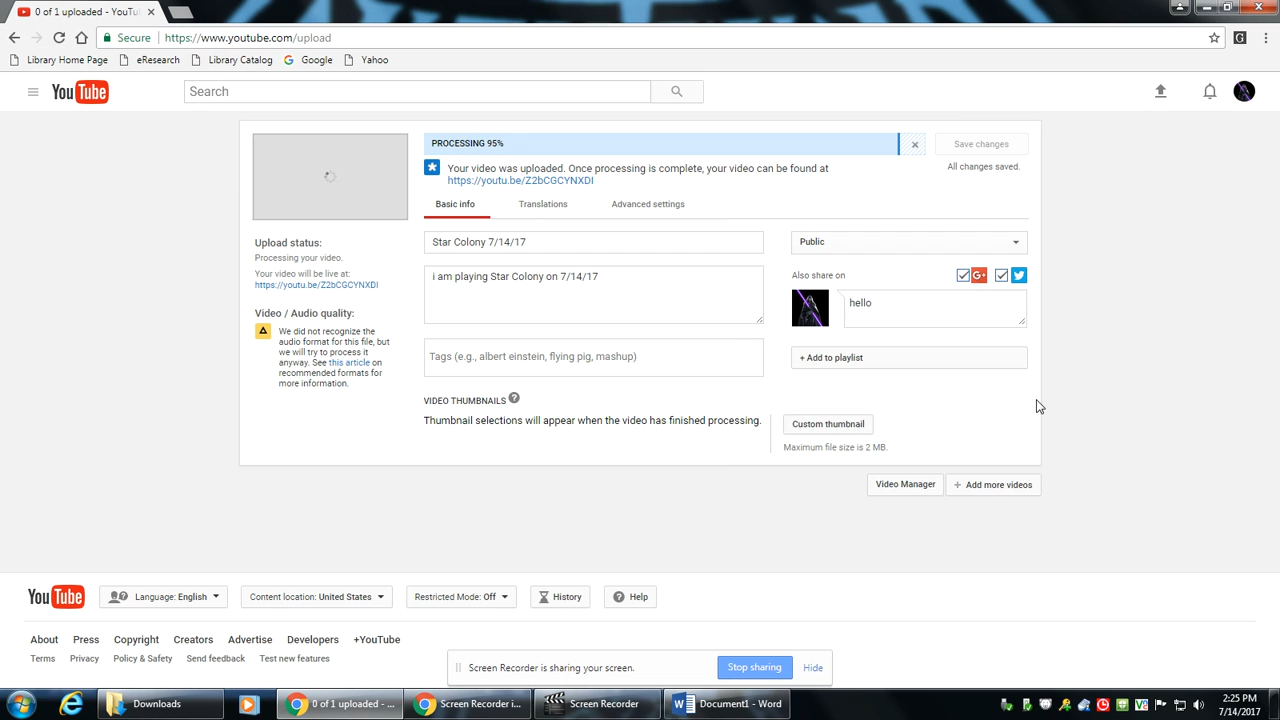 0 of 1 uploaded - YouTu
Secure https://www.youtube.com/upload
Library Home Page eResearch Library Catalog Google Yahoo
YouTube Search
PROCESSING 95% Save changes
Your video was uploaded. Once processing is complete, your video can be found at All changes saved.
https://youtu.be/Z2bCGCYNXDI
Basic info Translations Advanced settings
Upload status: Star Colony 7/14/17 Public
Processing your video.
Your video will be live at: i am playing Star Colony on 7/14/17 Also share on G+
https://youtu.be/Z2bCGCYNXDI
hello
Video / Audio quality:
We did not recognize the
audio format for this file, but
we will try to process it
anyway. See this article on
recommended formats for
more information.
Tags (e.g., albert einstein, flying pig, mashup) + Add to playlist
VIDEO THUMBNAILS ?
Thumbnail selections will appear when the video has finished processing. Custom thumbnail
Maximum file size is 2 MB.
Video Manager + Add more videos
YouTube Language: English Content location: United States Restricted Mode: Off History Help
About Press Copyright Creators Advertise Developers +YouTube
Terms Privacy Policy & Safety Send feedback Test new features
Screen Recorder is sharing your screen. Stop sharing Hide
Downloads 0 of 1 uploaded - ... Screen Recorder i... Screen Recorder Document1 - Word
2:25 PM
7/14/2017